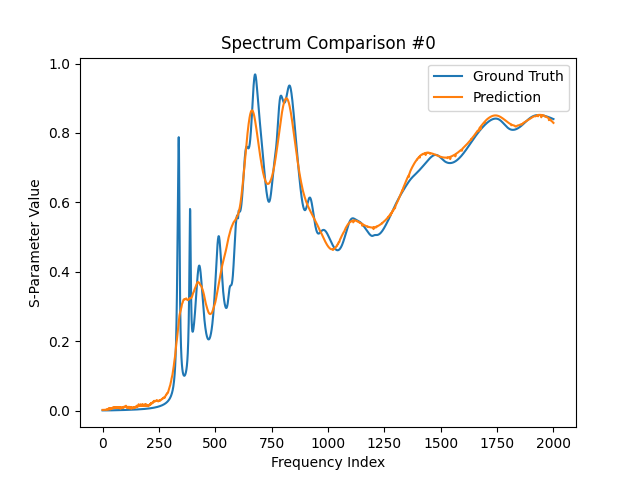 Spectrum Comparison #0
Ground Truth
Prediction
S-Parameter Value
1.0
0.8
0.6
0.4
0.2
0.0
0 250 500 750 1000 1250 1500 1750 2000
Frequency Index